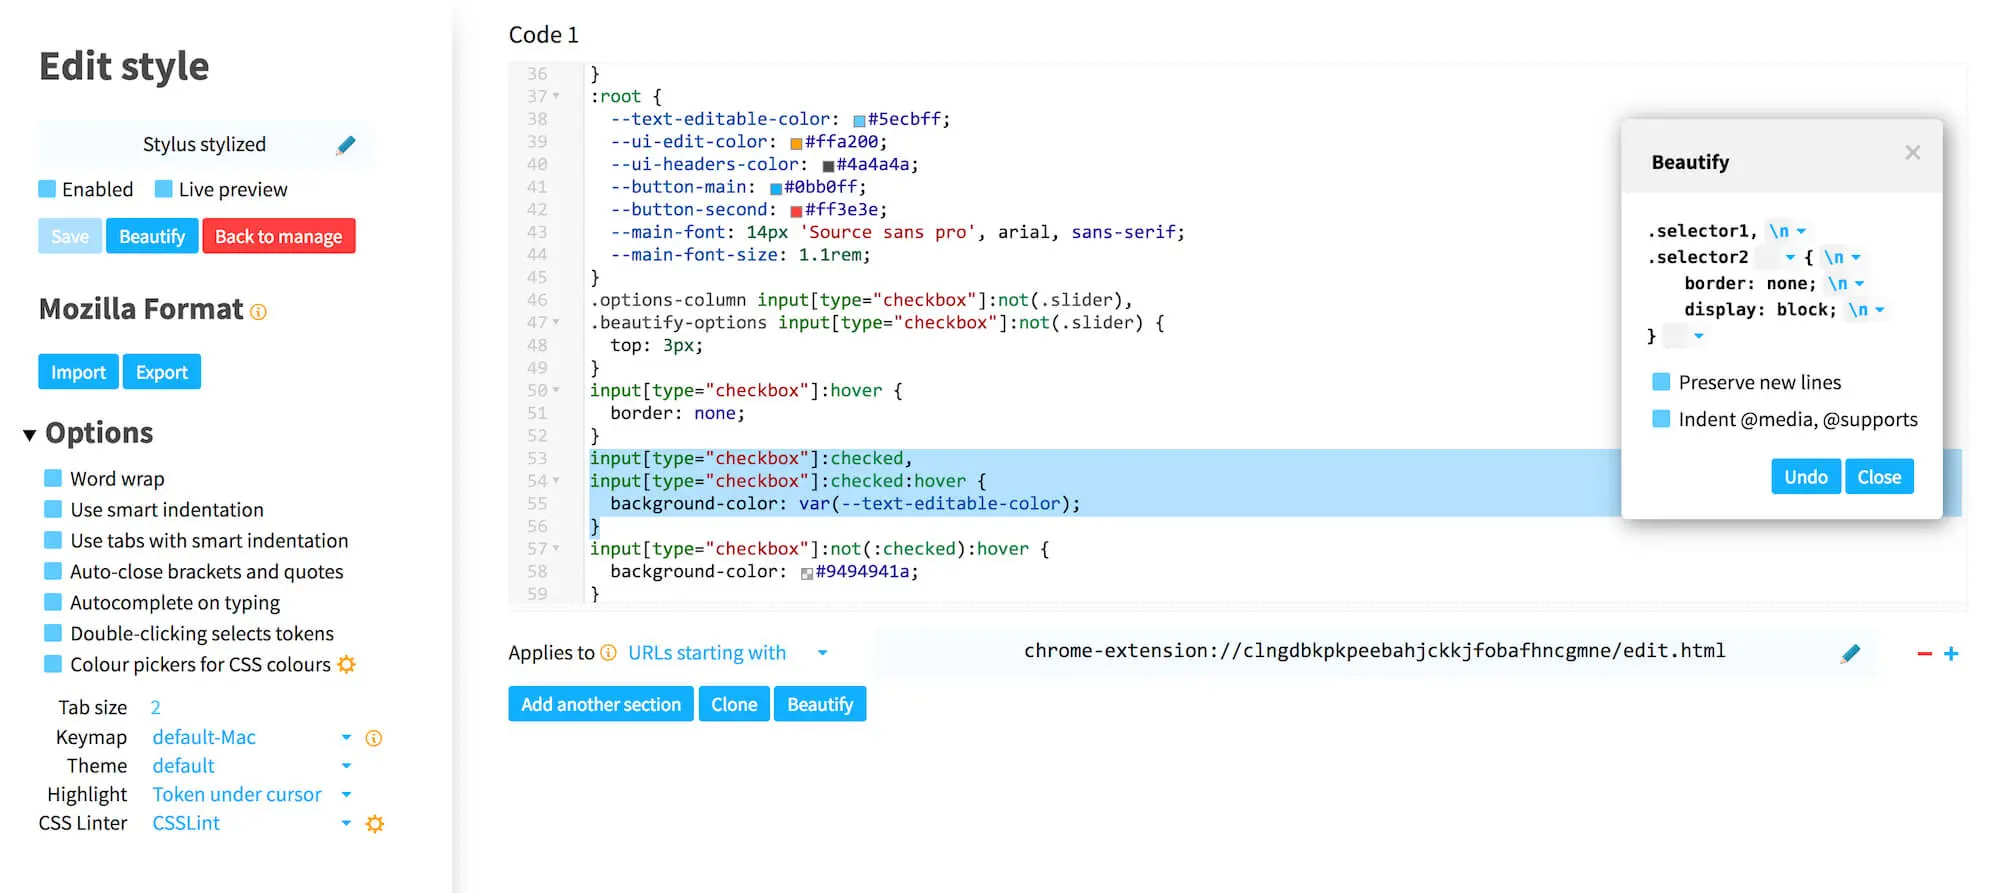 Edit style
Stylus stylized
Enabled Live preview
Save Beautify Back to manage
Mozilla Format
Import Export
Options
Word wrap
Use smart indentation
Use tabs with smart indentation
Auto-close brackets and quotes
Autocomplete on typing
Double-clicking selects tokens
Colour pickers for CSS colours
Tab size 2
Keymap default-Mac
Theme default
Highlight Token under cursor
CSS Linter CSSLint
Code 1
36 }
37 :root {
38 --text-editable-color: #5ecbff;
39 --ui-edit-color: #ffa200;
40 --ui-headers-color: #4a4a4a;
41 --button-main: #0bb0ff;
42 --button-second: #ff3e3e;
43 --main-font: 14px 'Source sans pro', arial, sans-serif;
44 --main-font-size: 1.1rem;
45 }
46 .options-column input[type="checkbox"]:not(.slider),
47 .beautify-options input[type="checkbox"]:not(.slider) {
48 top: 3px;
49 }
50 input[type="checkbox"]:hover {
51 border: none;
52 }
53 input[type="checkbox"]:checked,
54 input[type="checkbox"]:checked:hover {
55 background-color: var(--text-editable-color);
56 }
57 input[type="checkbox"]:not(:checked):hover {
58 background-color: #9494941a;
59 }
Applies to URLs starting with chrome-extension://clngdbkpkpeebahjckkjfobafhncgmne/edit.html
Add another section Clone Beautify
Beautify ×
.selector1, \n
.selector2 { \n
border: none; \n
display: block; \n
}
Preserve new lines
Indent @media, @supports
Undo Close